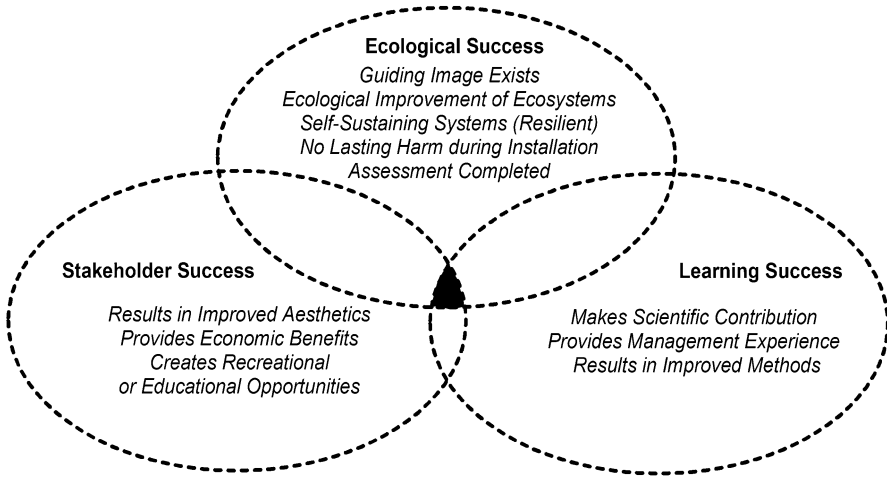 Ecological Success
Guiding Image Exists
Ecological Improvement of Ecosystems
Self-Sustaining Systems (Resilient)
No Lasting Harm during Installation
Assessment Completed
Stakeholder Success
Results in Improved Aesthetics
Provides Economic Benefits
Creates Recreational
or Educational Opportunities
Learning Success
Makes Scientific Contribution
Provides Management Experience
Results in Improved Methods